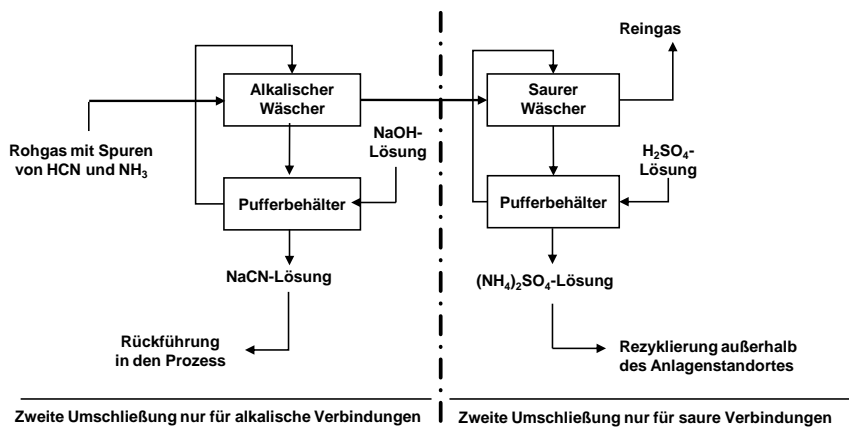 Reingas
Alkalischer
Wäscher
Saurer
Wäscher
NaOH-
Lösung
Rohgas mit Spuren
von HCN und NH₃
H₂SO₄-
Lösung
Pufferbehälter
Pufferbehälter
NaCN-Lösung
(NH₄)₂SO₄-Lösung
Rückführung
in den Prozess
Rezyklierung außerhalb
des Anlagenstandortes
Zweite Umschließung nur für alkalische Verbindungen
Zweite Umschließung nur für saure Verbindungen